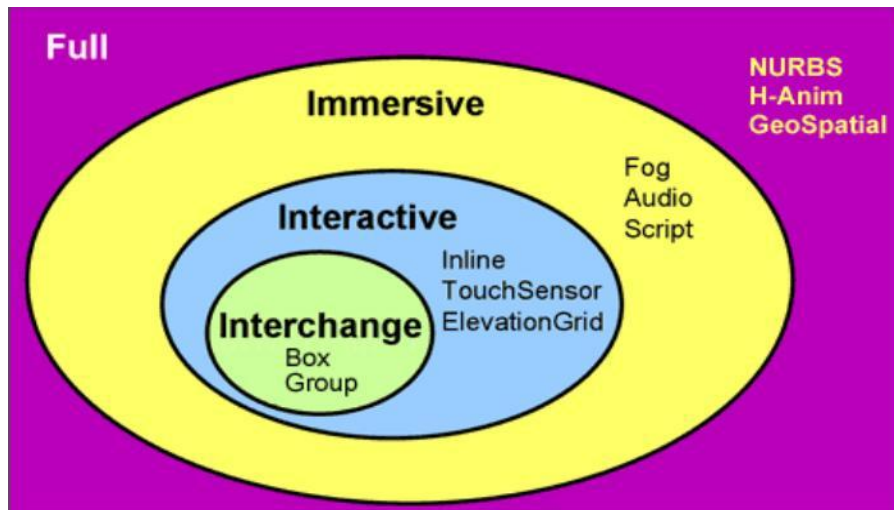 Full
NURBS
H-Anim
GeoSpatial
Immersive
Fog
Audio
Script
Interactive
Inline
TouchSensor
ElevationGrid
Interchange
Box
Group